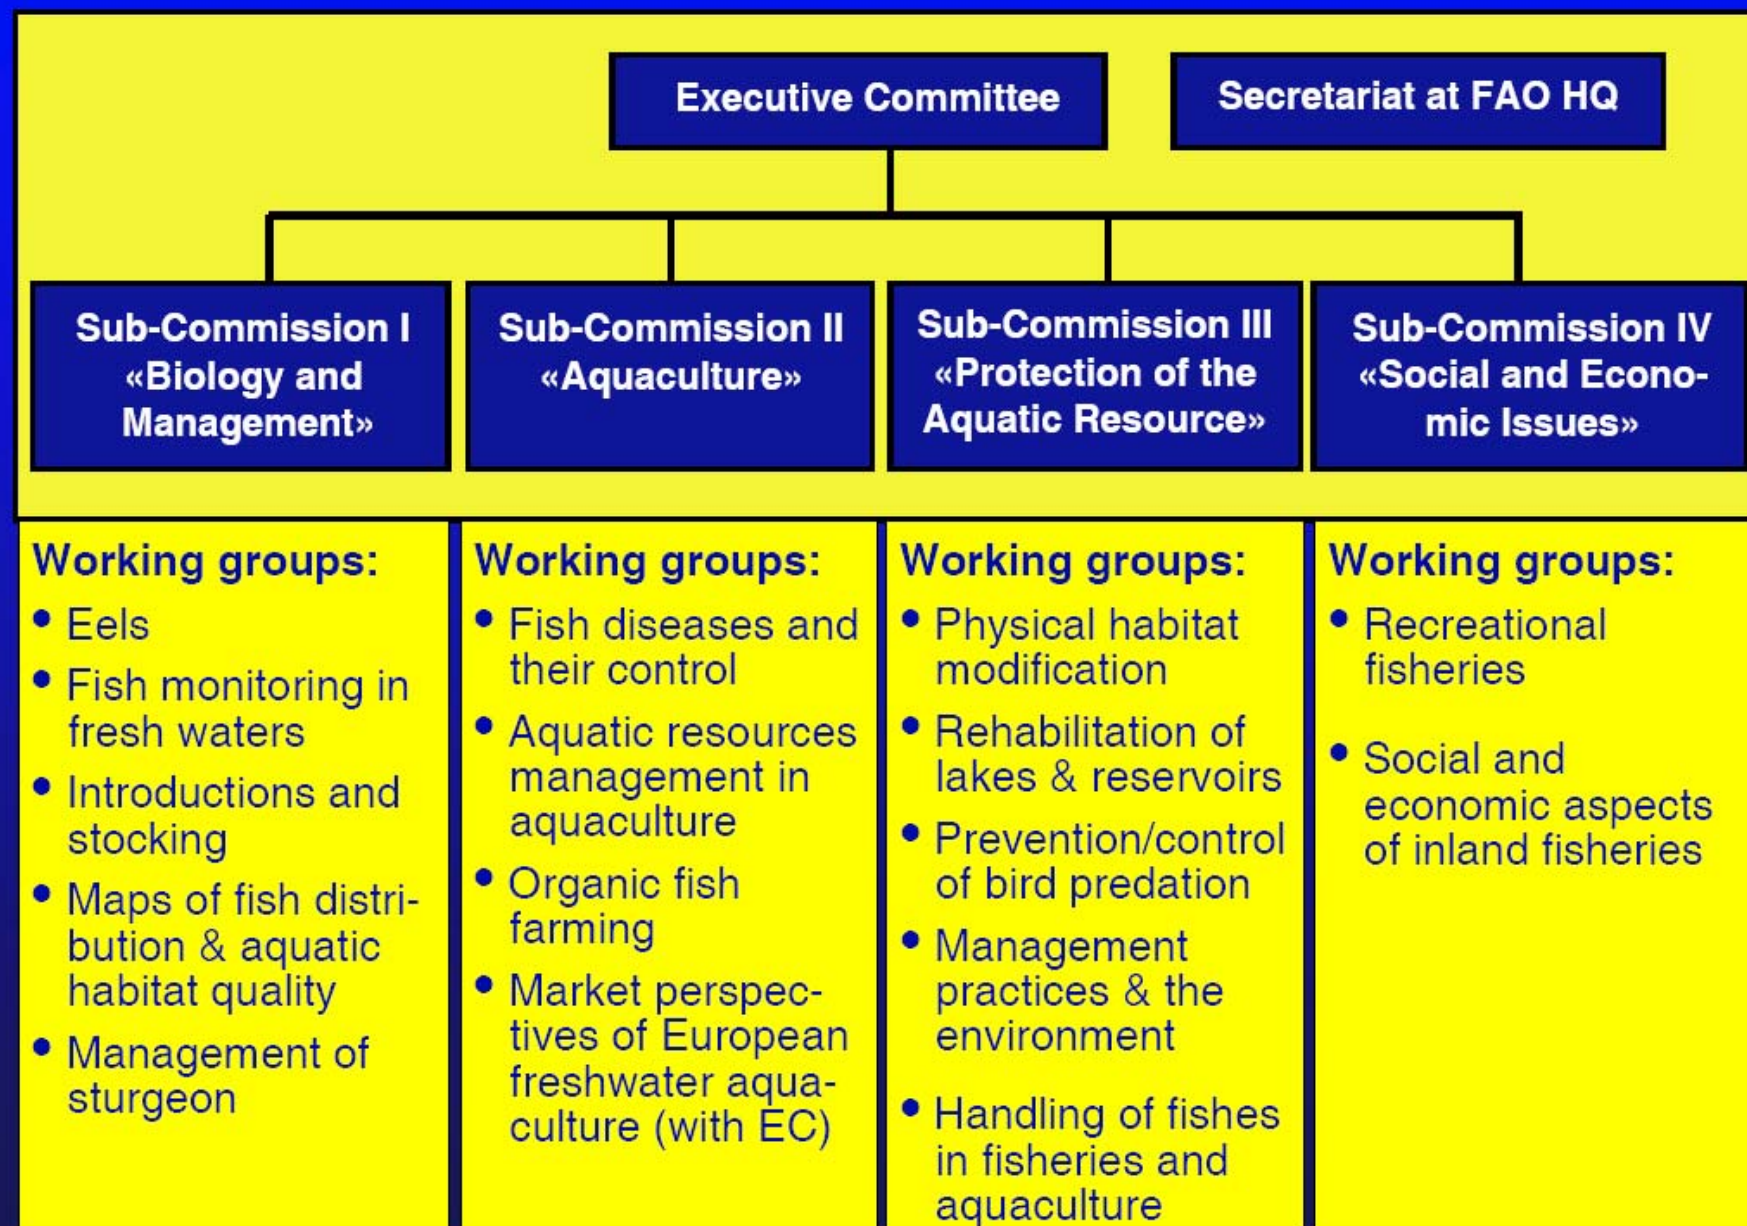 Executive Committee
Secretariat at FAO HQ
Sub-Commission I
«Biology and
Management»
Sub-Commission II
«Aquaculture»
Sub-Commission III
«Protection of the
Aquatic Resource»
Sub-Commission IV
«Social and Econo-
mic Issues»
Working groups:
• Eels
• Fish monitoring in
fresh waters
• Introductions and
stocking
• Maps of fish distri-
bution & aquatic
habitat quality
• Management of
sturgeon
Working groups:
• Fish diseases and
their control
• Aquatic resources
management in
aquaculture
• Organic fish
farming
• Market perspec-
tives of European
freshwater aqua-
culture (with EC)
Working groups:
• Physical habitat
modification
• Rehabilitation of
lakes & reservoirs
• Prevention/control
of bird predation
• Management
practices & the
environment
• Handling of fishes
in fisheries and
aquaculture
Working groups:
• Recreational
fisheries
• Social and
economic aspects
of inland fisheries